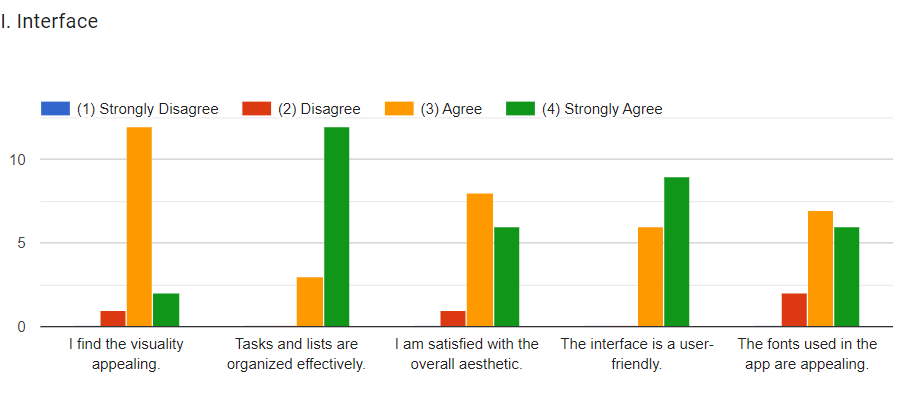 I. Interface
(1) Strongly Disagree (2) Disagree (3) Agree (4) Strongly Agree
10
5
0
I find the visuality
appealing.
Tasks and lists are
organized effectively.
I am satisfied with the
overall aesthetic.
The interface is a user-
friendly.
The fonts used in the
app are appealing.